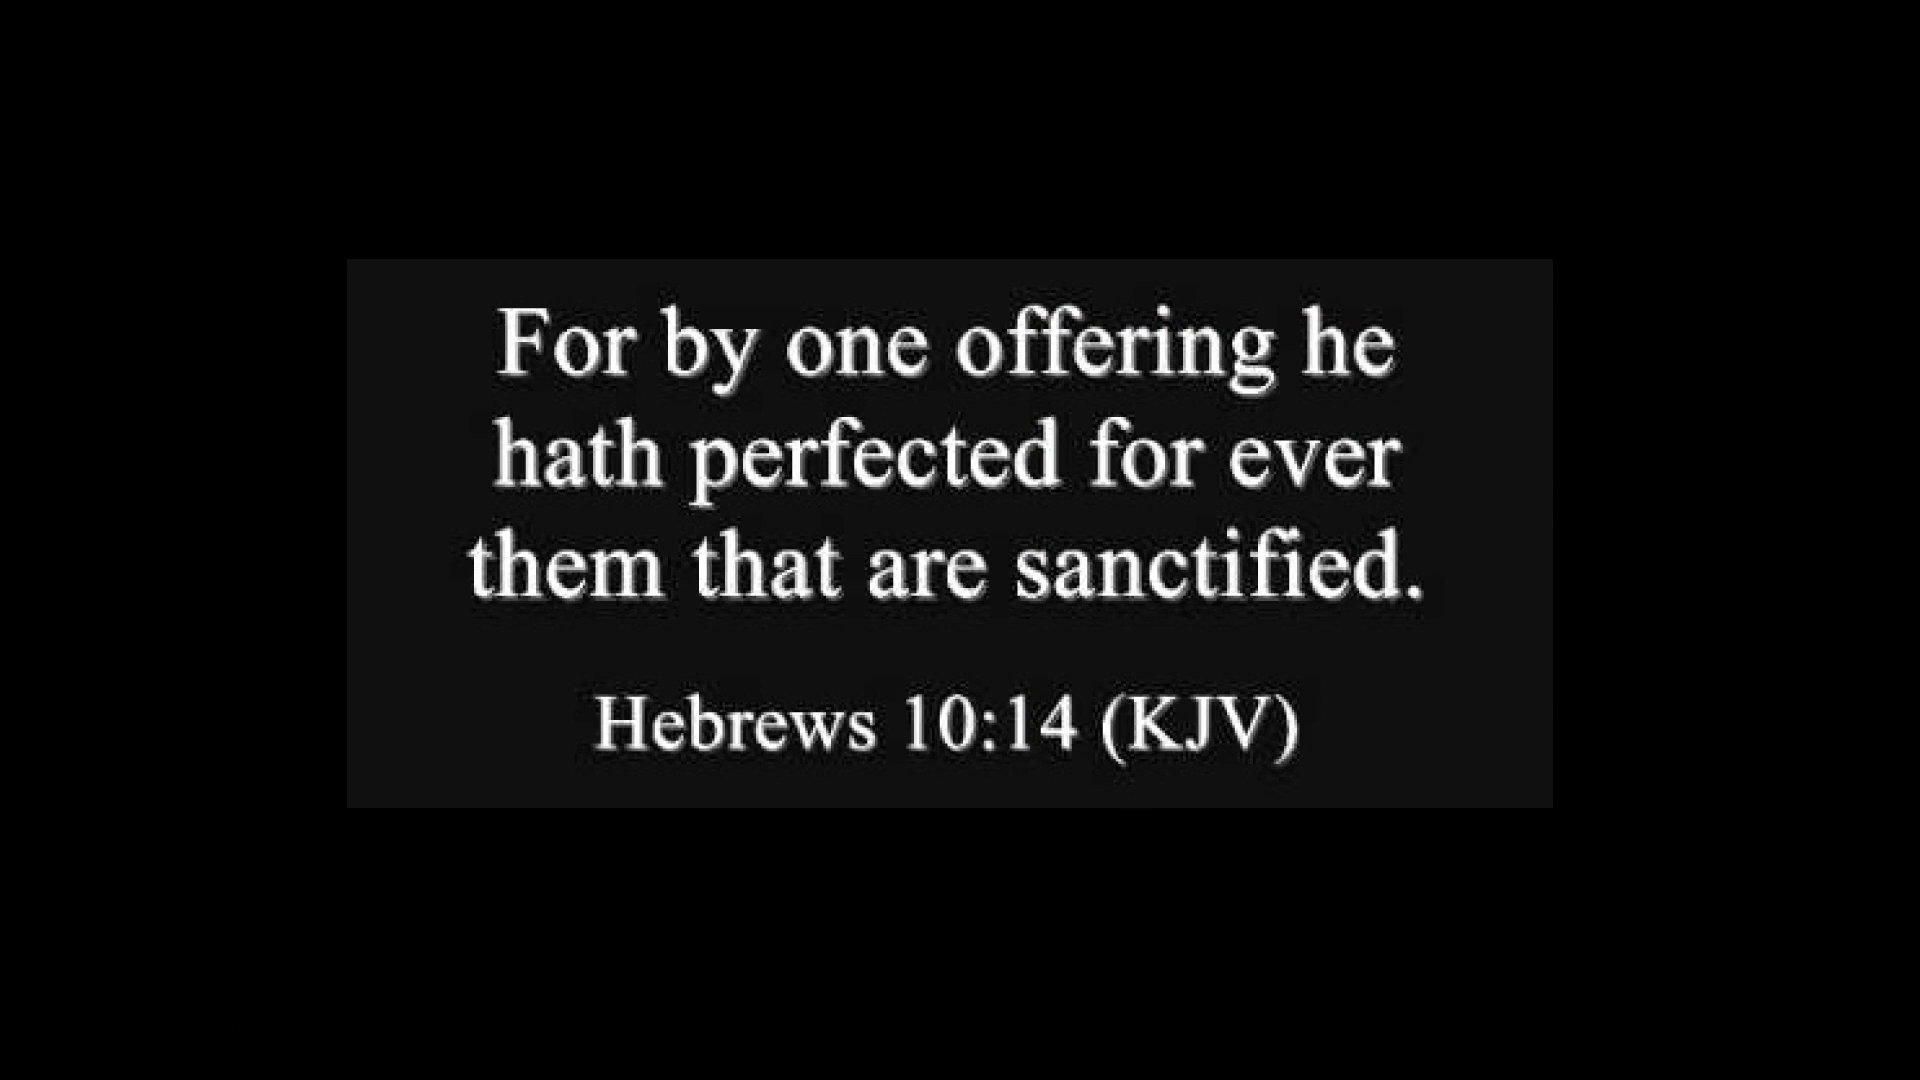 For by one offering he
hath perfected for ever
them that are sanctified.
Hebrews 10:14 (KJV)